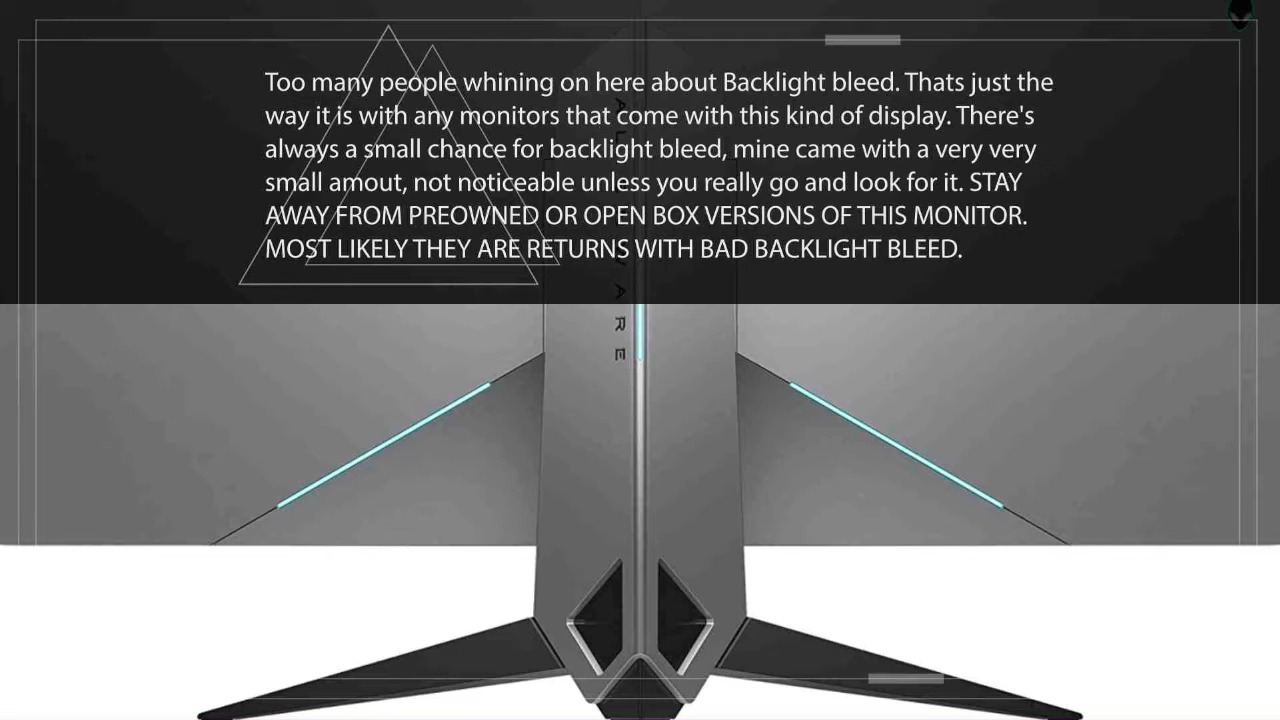 Too many people whining on here about Backlight bleed. Thats just the
way it is with any monitors that come with this kind of display. There's
always a small chance for backlight bleed, mine came with a very very
small amout, not noticeable unless you really go and look for it. STAY
AWAY FROM PREOWNED OR OPEN BOX VERSIONS OF THIS MONITOR.
MOST LIKELY THEY ARE RETURNS WITH BAD BACKLIGHT BLEED.
ALIENWARE